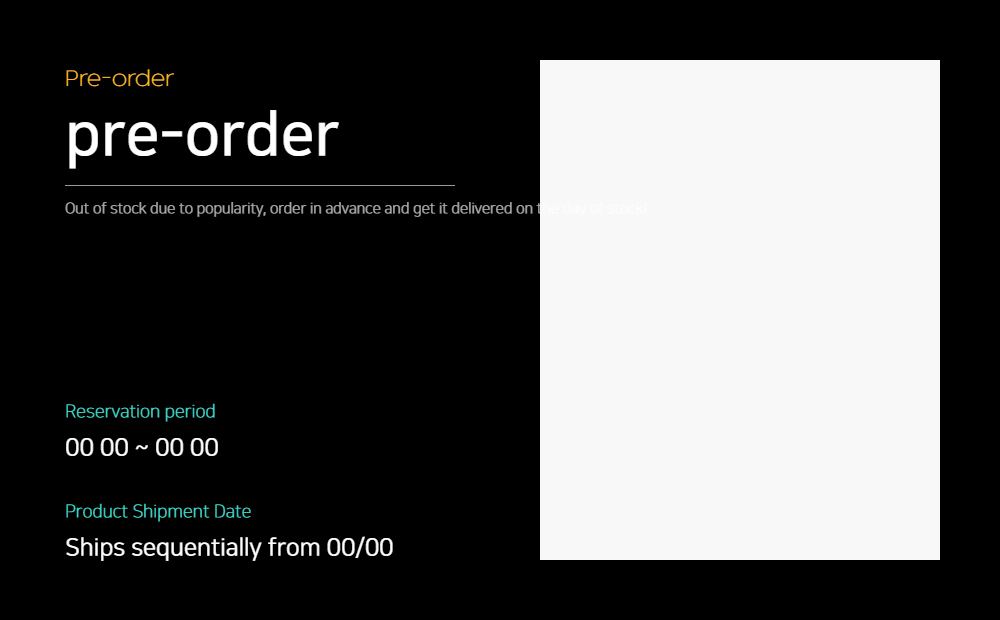 Pre-order
pre-order
Out of stock due to popularity, order in advance and get it delivered on the day of stock!
Reservation period
00 00 ~ 00 00
Product Shipment Date
Ships sequentially from 00/00